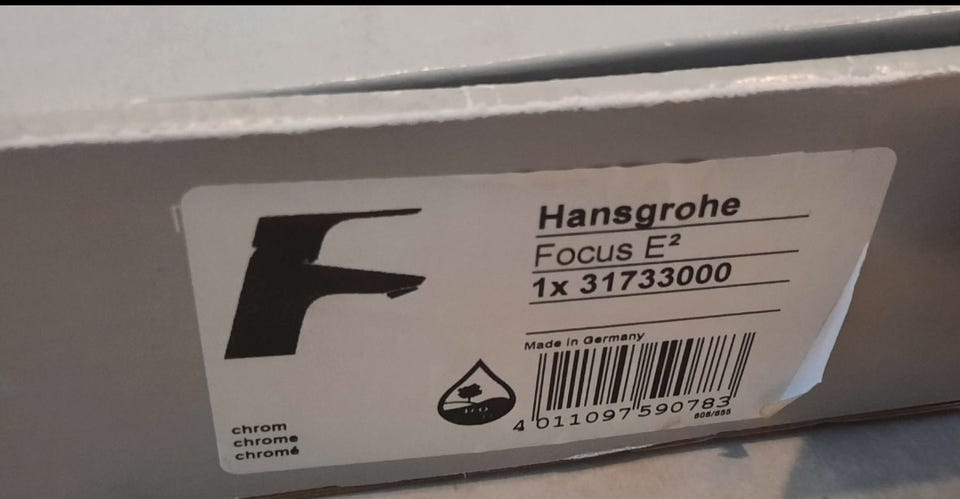 Hansgrohe
Focus E²
1x 31733000
Made in Germany
4 011097 590783
chrom
chrome
chromé